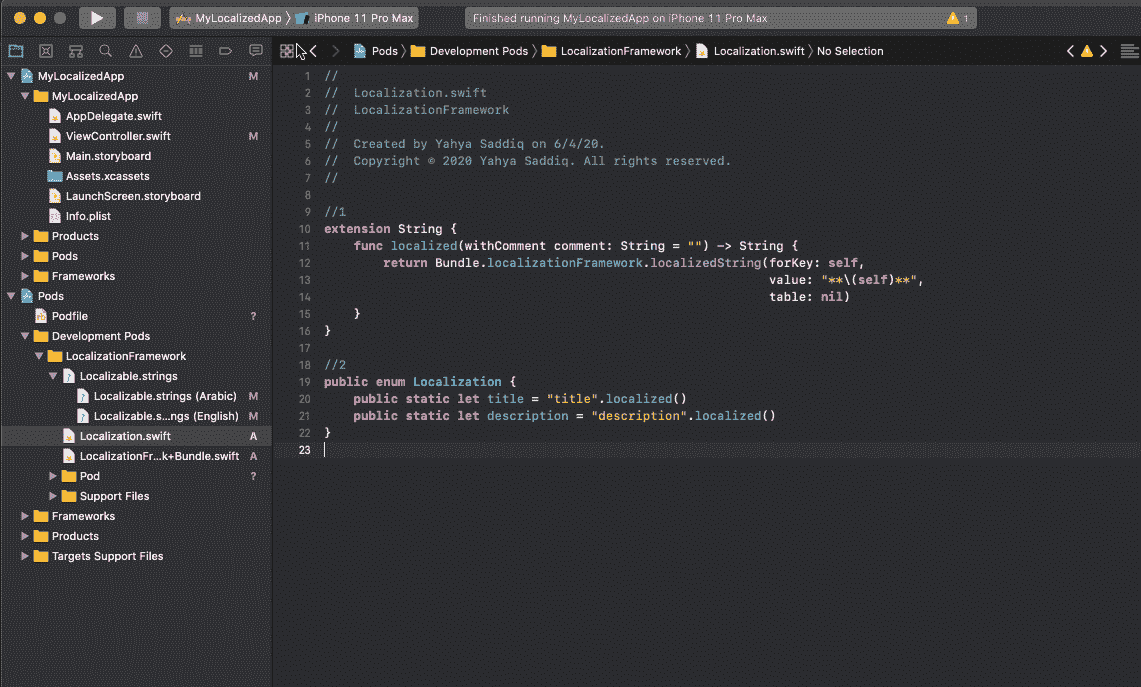 MyLocalizedApp 〉 iPhone 11 Pro Max
Finished running MyLocalizedApp on iPhone 11 Pro Max
1
Pods 〉 Development Pods 〉 LocalizationFramework 〉 Localization.swift 〉 No Selection
MyLocalizedApp M
MyLocalizedApp
AppDelegate.swift
ViewController.swift M
Main.storyboard
Assets.xcassets
LaunchScreen.storyboard
Info.plist
Products
Pods
Frameworks
Pods
Podfile ?
Development Pods
LocalizationFramework
Localizable.strings
Localizable.strings (Arabic) M
Localizable.s...ngs (English) M
Localization.swift A
LocalizationFr...k+Bundle.swift A
Pod ?
Support Files
Frameworks
Products
Targets Support Files
1 //
2 //  Localization.swift
3 //  LocalizationFramework
4 //
5 //  Created by Yahya Saddiq on 6/4/20.
6 //  Copyright © 2020 Yahya Saddiq. All rights reserved.
7 //
8
9 //1
10 extension String {
11     func localized(withComment comment: String = "") -> String {
12         return Bundle.localizationFramework.localizedString(forKey: self,
13                                                             value: "**\(self)**",
14                                                             table: nil)
15     }
16 }
17
18 //2
19 public enum Localization {
20     public static let title = "title".localized()
21     public static let description = "description".localized()
22 }
23